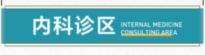 内科诊区
INTERNAL MEDICINE
CONSULTING AREA